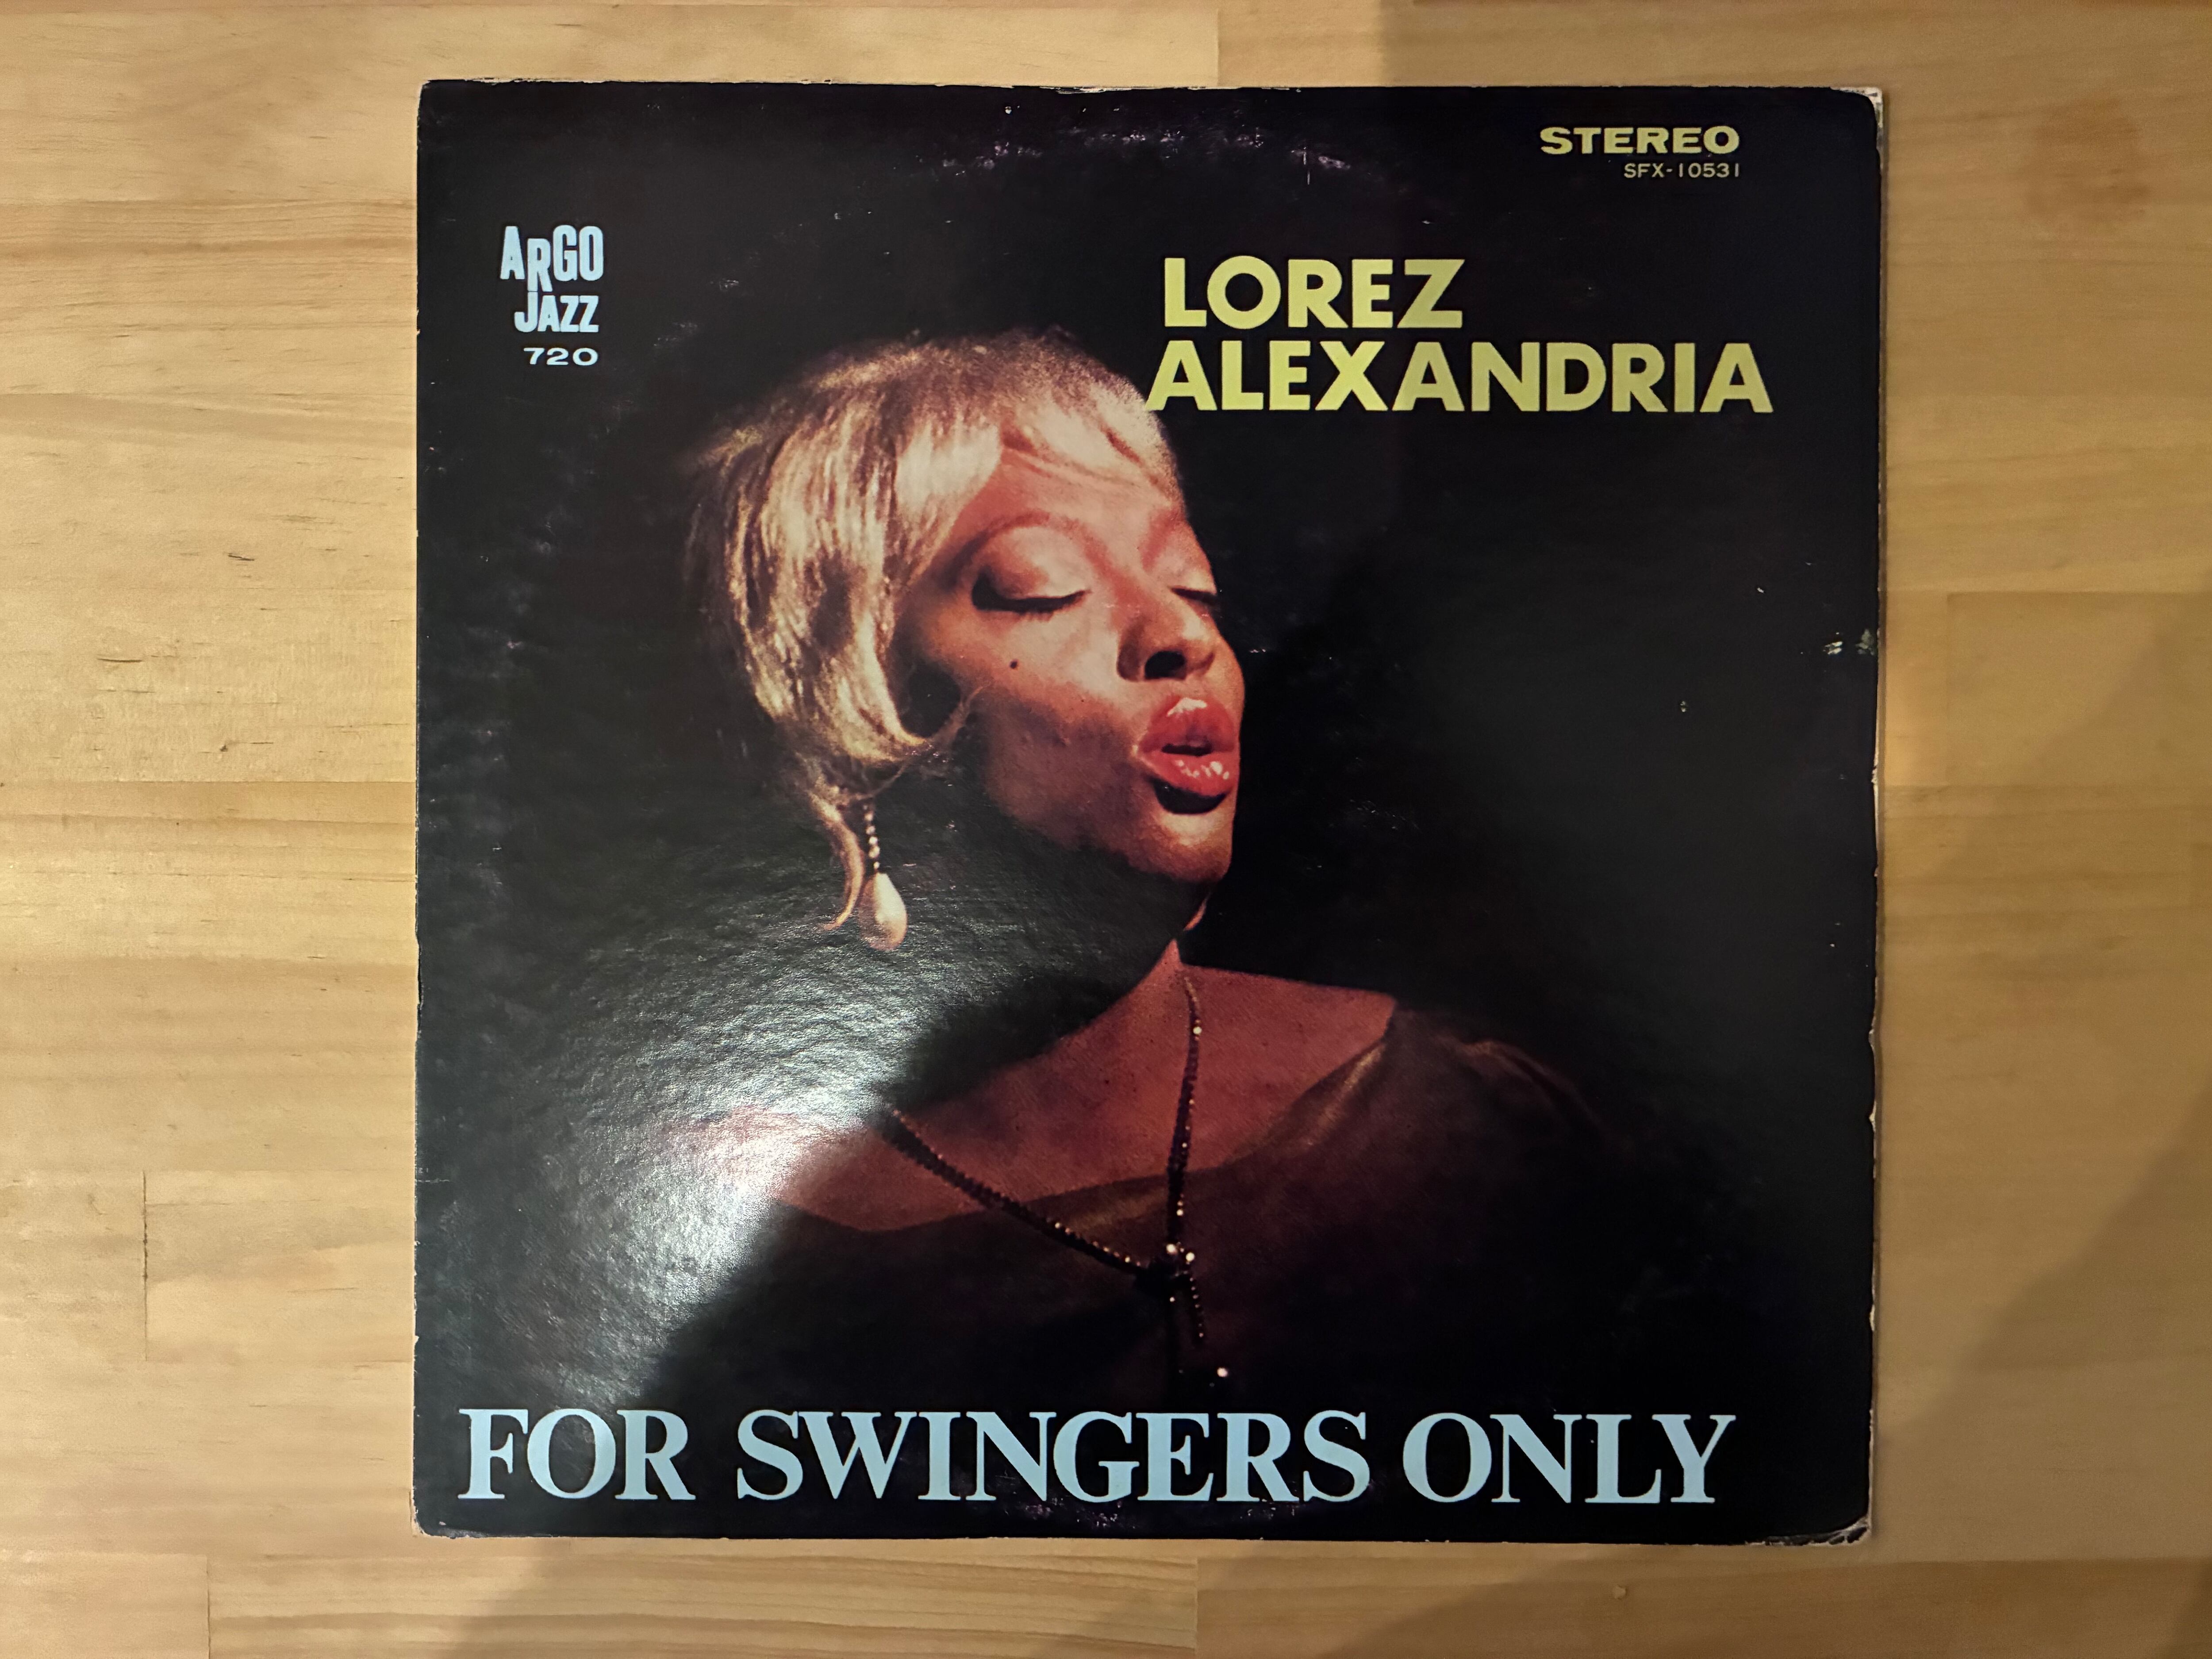 STEREO
SFX-10531
ARGO
JAZZ
720
LOREZ
ALEXANDRIA
FOR SWINGERS ONLY